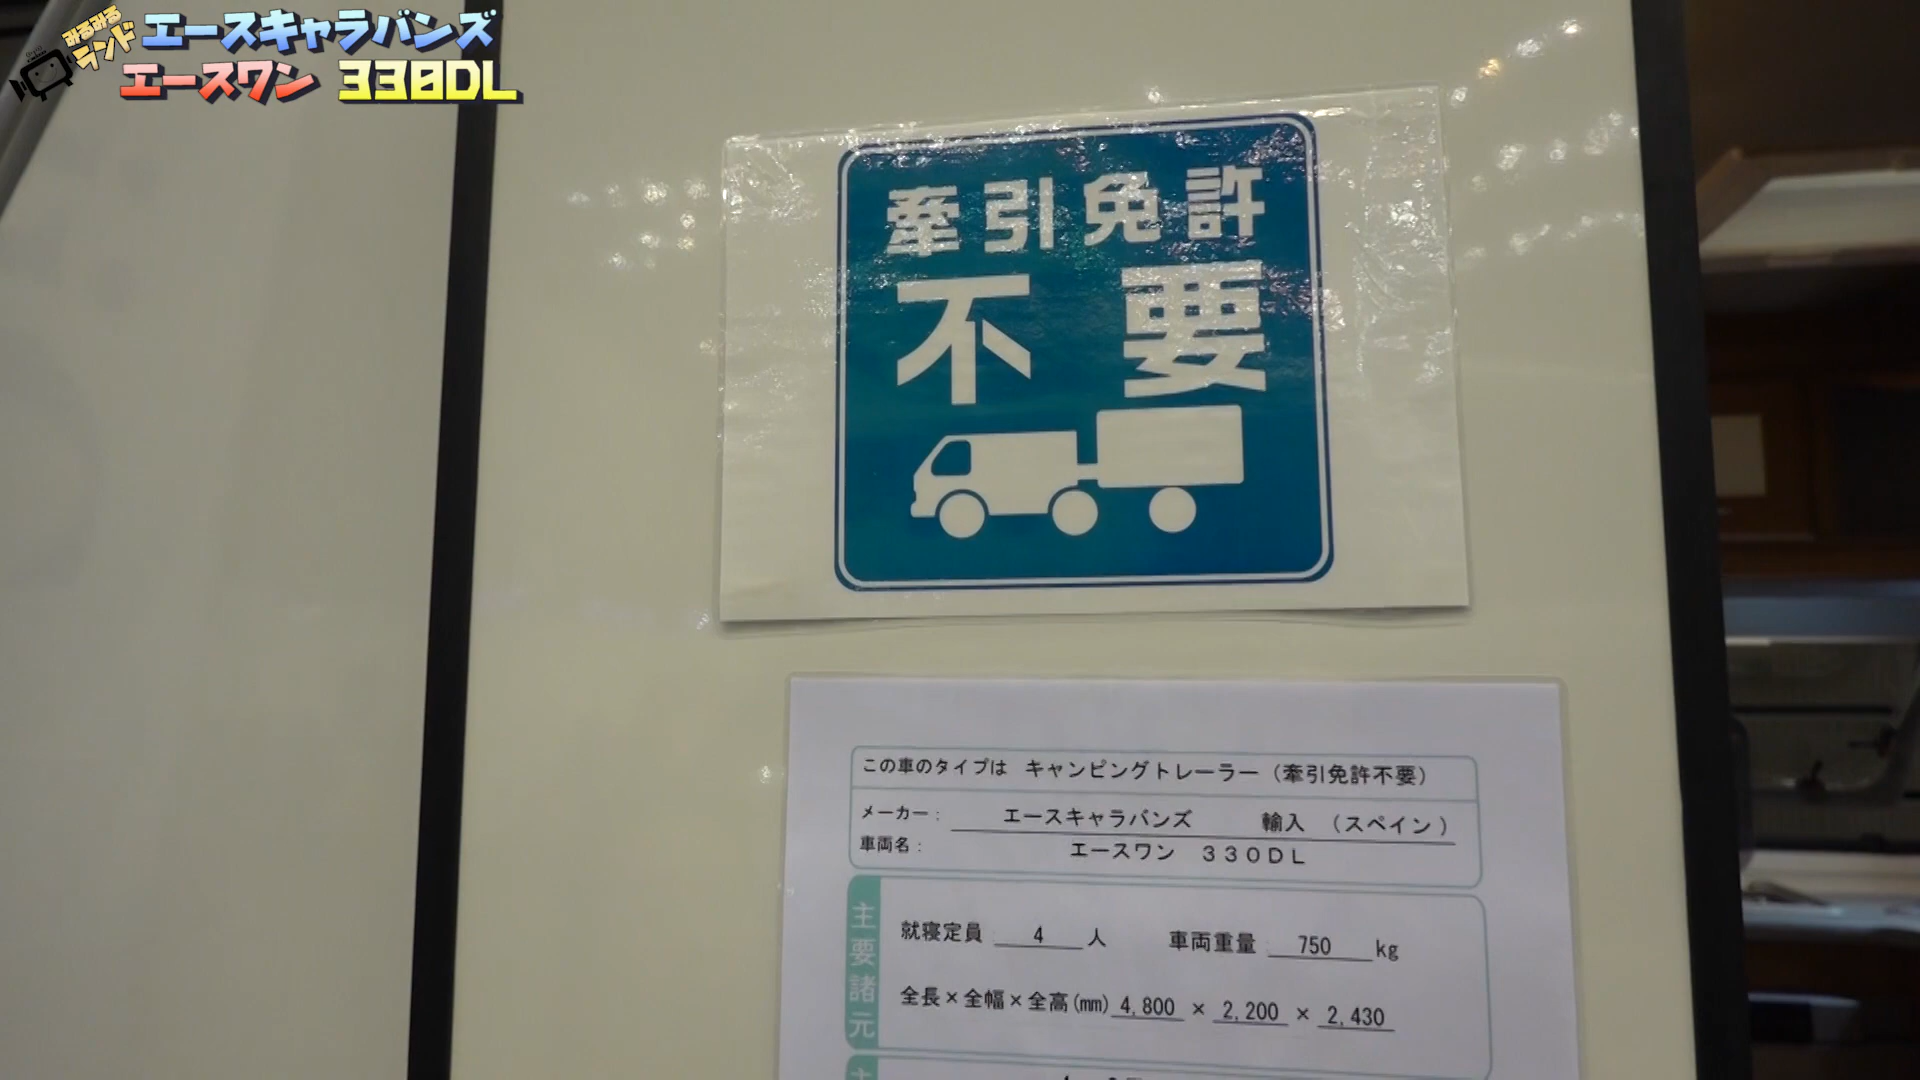 みるみる
ランド
エースキャラバンズ
エースワン 330DL
牽引免許
不要
この車のタイプは キャンピングトレーラー（牽引免許不要）
メーカー： エースキャラバンズ 輸入 （スペイン）
車両名： エースワン ３３０ＤＬ
主要諸元
就寝定員 4 人 車両重量 750 kg
全長×全幅×全高(mm) 4,800 × 2,200 × 2,430